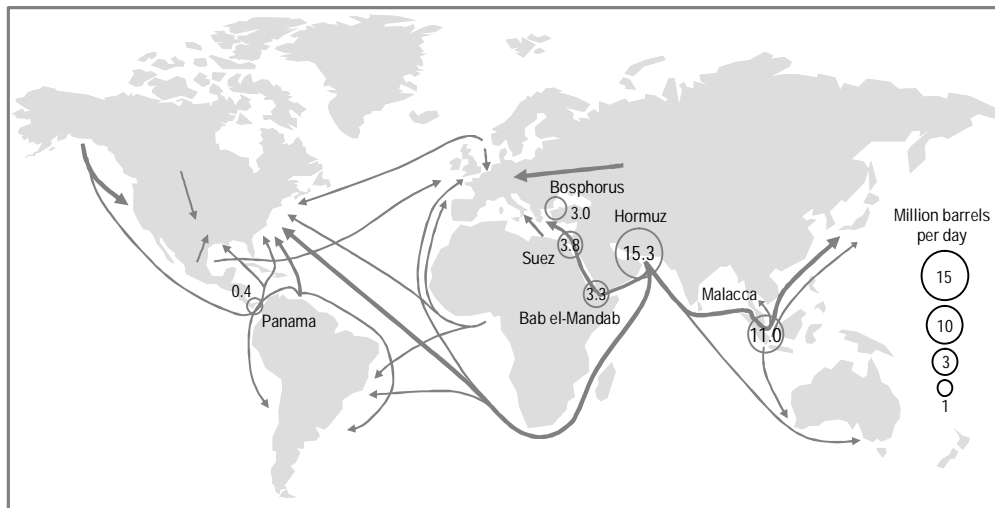 Bosphorus
3.0
Hormuz
15.3
Suez
3.8
3.3
Bab el-Mandab
Malacca
11.0
0.4
Panama
Million barrels
per day
15
10
3
1